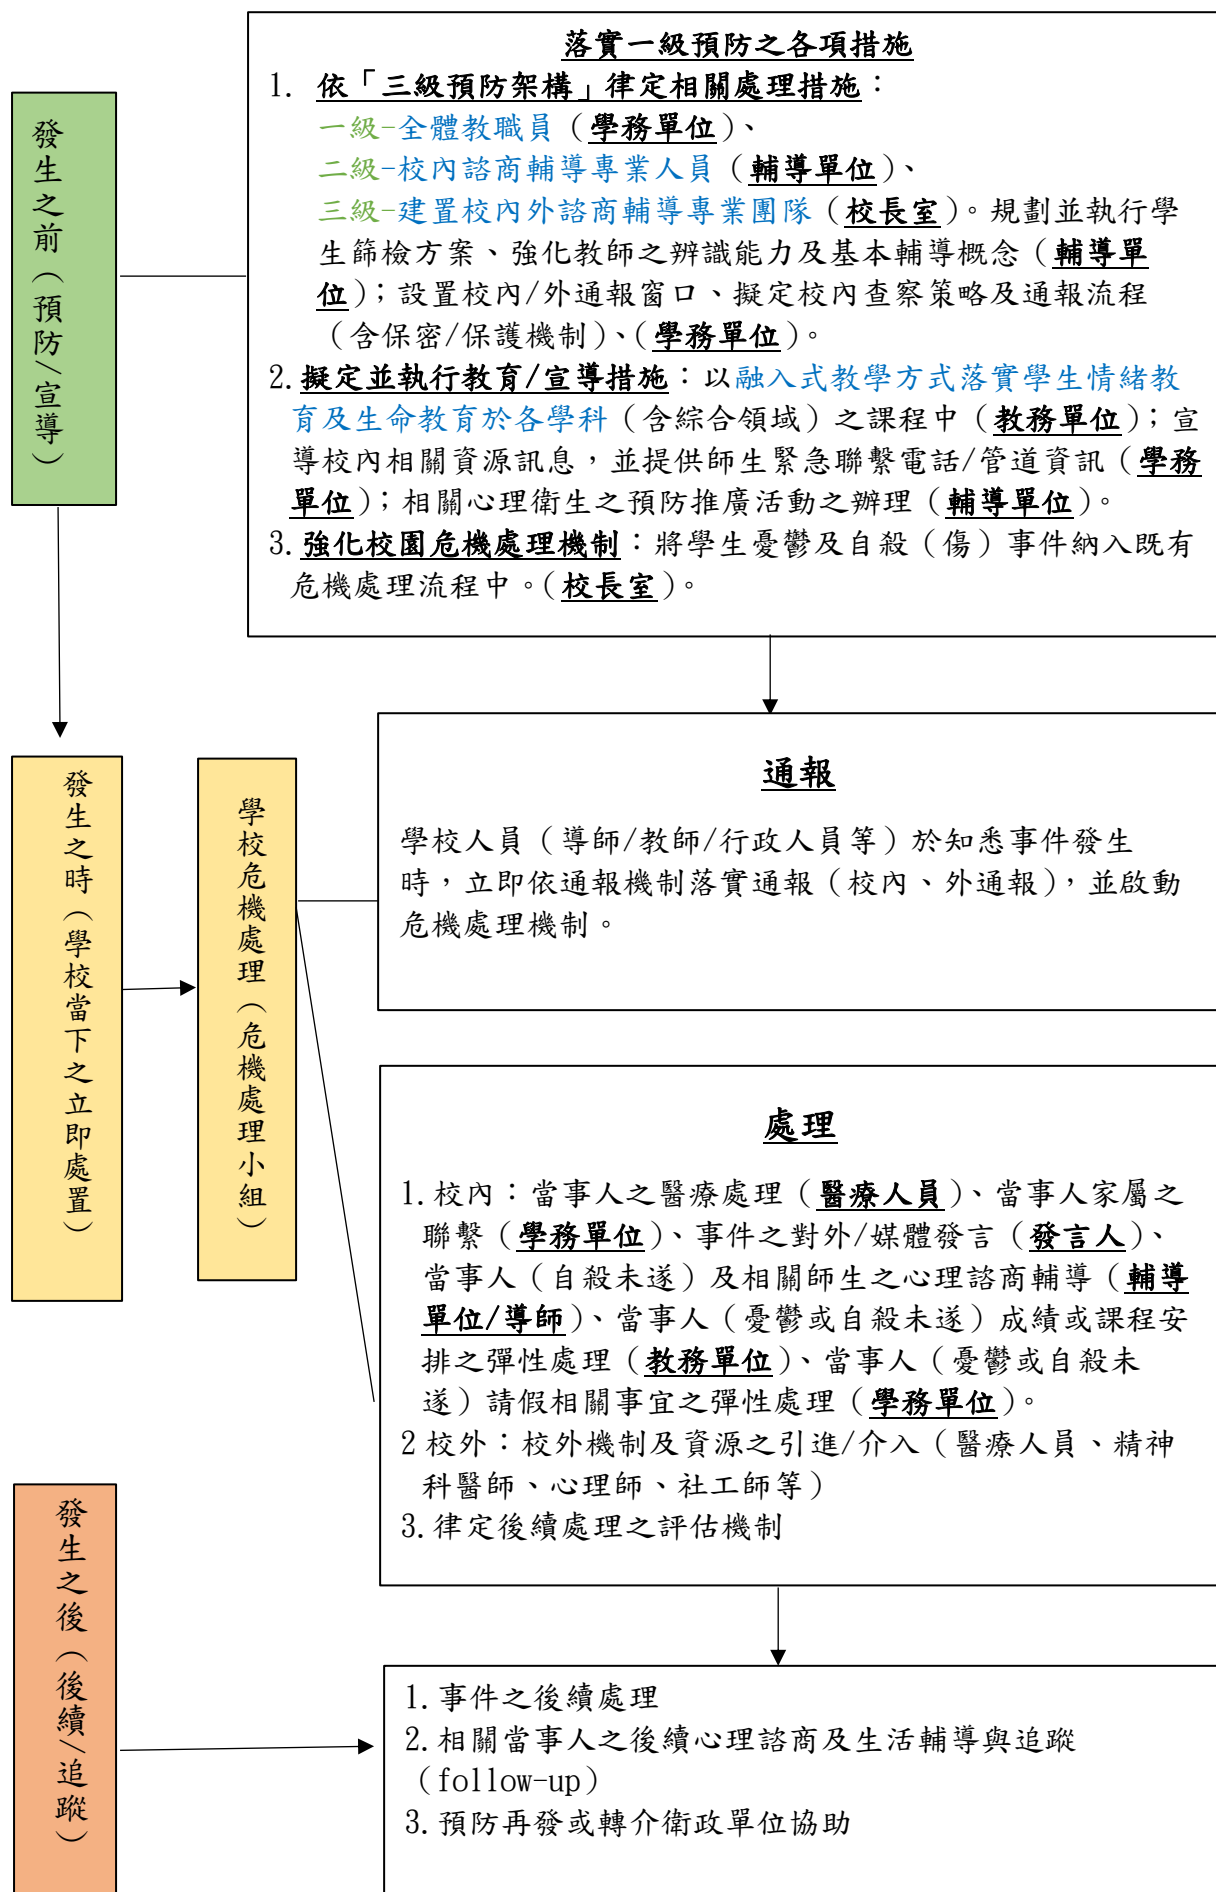 發生之前（預防/宣導）
落實一級預防之各項措施
1. 依「三級預防架構」律定相關處理措施：
一級-全體教職員（學務單位）、
二級-校內諮商輔導專業人員（輔導單位）、
三級-建置校內外諮商輔導專業團隊（校長室）。規劃並執行學
生篩檢方案、強化教師之辨識能力及基本輔導概念（輔導單
位）；設置校內/外通報窗口、擬定校內查察策略及通報流程
（含保密/保護機制）、（學務單位）。
2. 擬定並執行教育/宣導措施：以融入式教學方式落實學生情緒教
育及生命教育於各學科（含綜合領域）之課程中（教務單位）；宣
導校內相關資源訊息，並提供師生緊急聯繫電話/管道資訊（學務
單位）；相關心理衛生之預防推廣活動之辦理（輔導單位）。
3. 強化校園危機處理機制：將學生憂鬱及自殺（傷）事件納入既有
危機處理流程中。（校長室）。
發生之時（學校當下之立即處置）
學校危機處理（危機處理小組）
通報
學校人員（導師/教師/行政人員等）於知悉事件發生
時，立即依通報機制落實通報（校內、外通報），並啟動
危機處理機制。
處理
1. 校內：當事人之醫療處理（醫療人員）、當事人家屬之
聯繫（學務單位）、事件之對外/媒體發言（發言人）、
當事人（自殺未遂）及相關師生之心理諮商輔導（輔導
單位/導師）、當事人（憂鬱或自殺未遂）成績或課程安
排之彈性處理（教務單位）、當事人（憂鬱或自殺未
遂）請假相關事宜之彈性處理（學務單位）。
2 校外：校外機制及資源之引進/介入（醫療人員、精神
科醫師、心理師、社工師等）
3. 律定後續處理之評估機制
發生之後（後續/追蹤）
1. 事件之後續處理
2. 相關當事人之後續心理諮商及生活輔導與追蹤
（follow-up）
3. 預防再發或轉介衛政單位協助